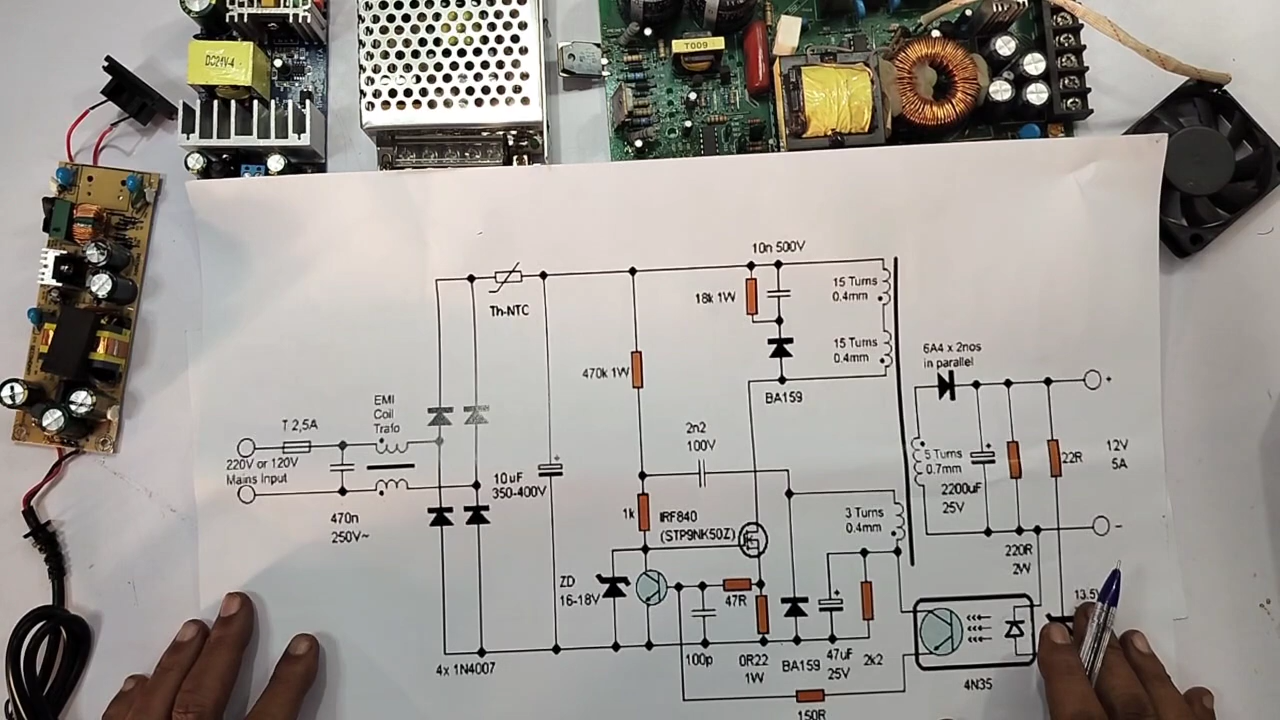 DC24V-4
T009
10n 500V
15 Turns
0.4mm
18k 1W
Th-NTC
15 Turns
0.4mm
6A4 x 2nos
in parallel
470k 1W
BA159
+
EMI
Coil
Trafo
T 2,5A
2n2
100V
220V or 120V
Mains Input
+
10uF
350-400V
5 Turns
0.7mm
+
22R
12V
5A
2200uF
25V
470n
250V~
1k
IRF840
(STP9NK50Z)
3 Turns
0.4mm
-
220R
2W
ZD
16-18V
47R
+
13.5V
4x 1N4007
100p
0R22
1W
BA159
47uF
25V
2k2
4N35
150R